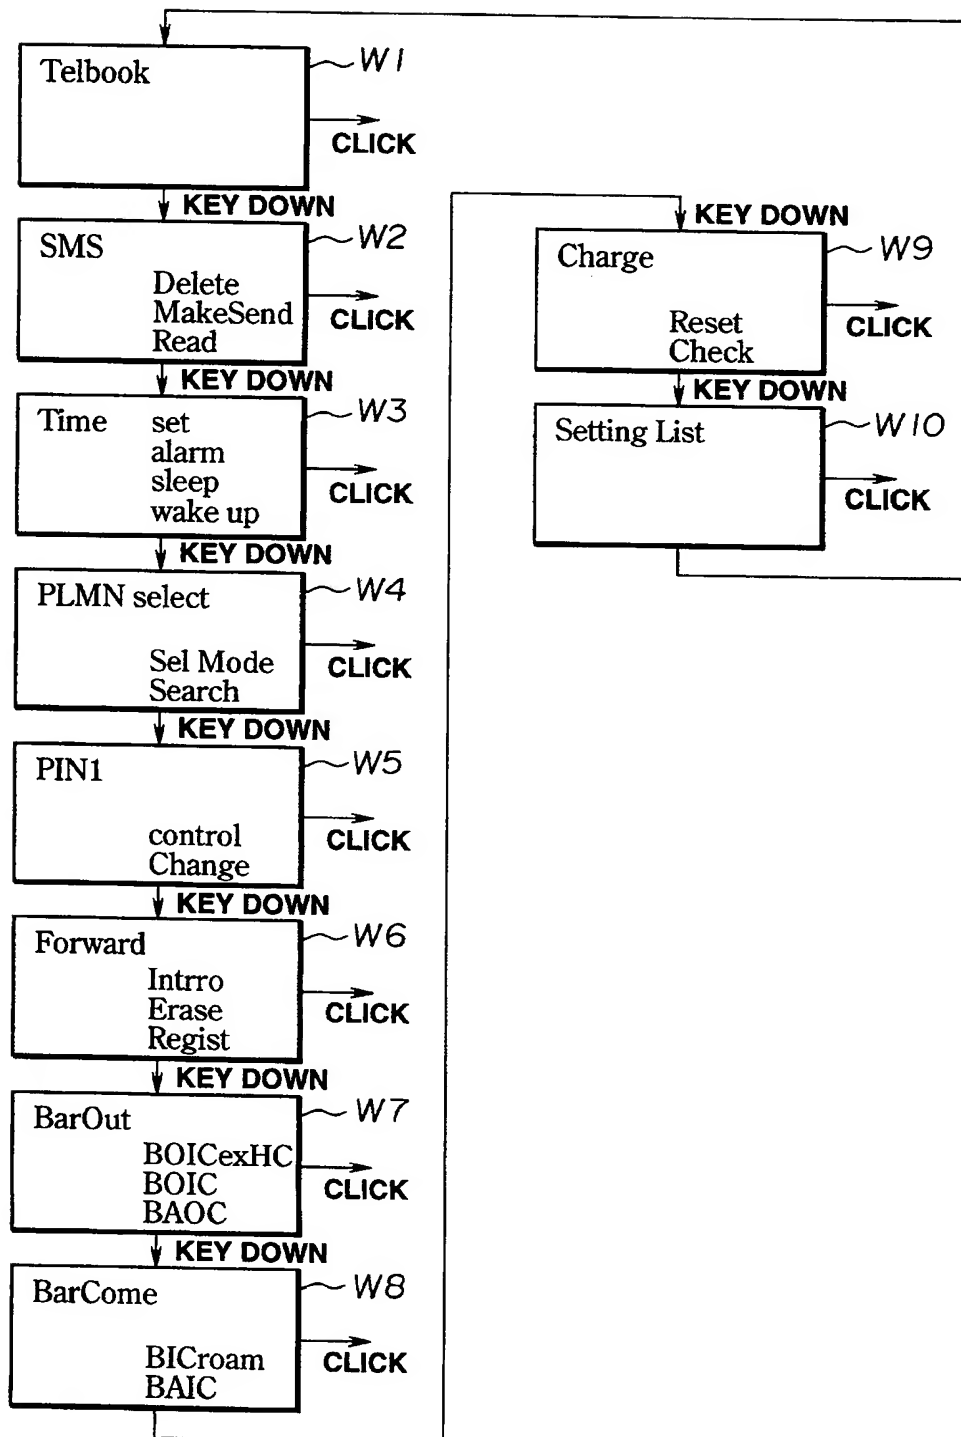 Telbook
W1
CLICK
KEY DOWN
SMS
W2
Delete
MakeSend
Read
CLICK
KEY DOWN
Time set
W3
alarm
sleep
wake up
CLICK
KEY DOWN
PLMN select
W4
Sel Mode
Search
CLICK
KEY DOWN
PIN1
W5
control
Change
CLICK
KEY DOWN
Forward
W6
Intrro
Erase
Regist
CLICK
KEY DOWN
BarOut
W7
BOICexHC
BOIC
BAOC
CLICK
KEY DOWN
BarCome
W8
BICroam
BAIC
CLICK
KEY DOWN
Charge
W9
Reset
Check
CLICK
KEY DOWN
Setting List
W10
CLICK